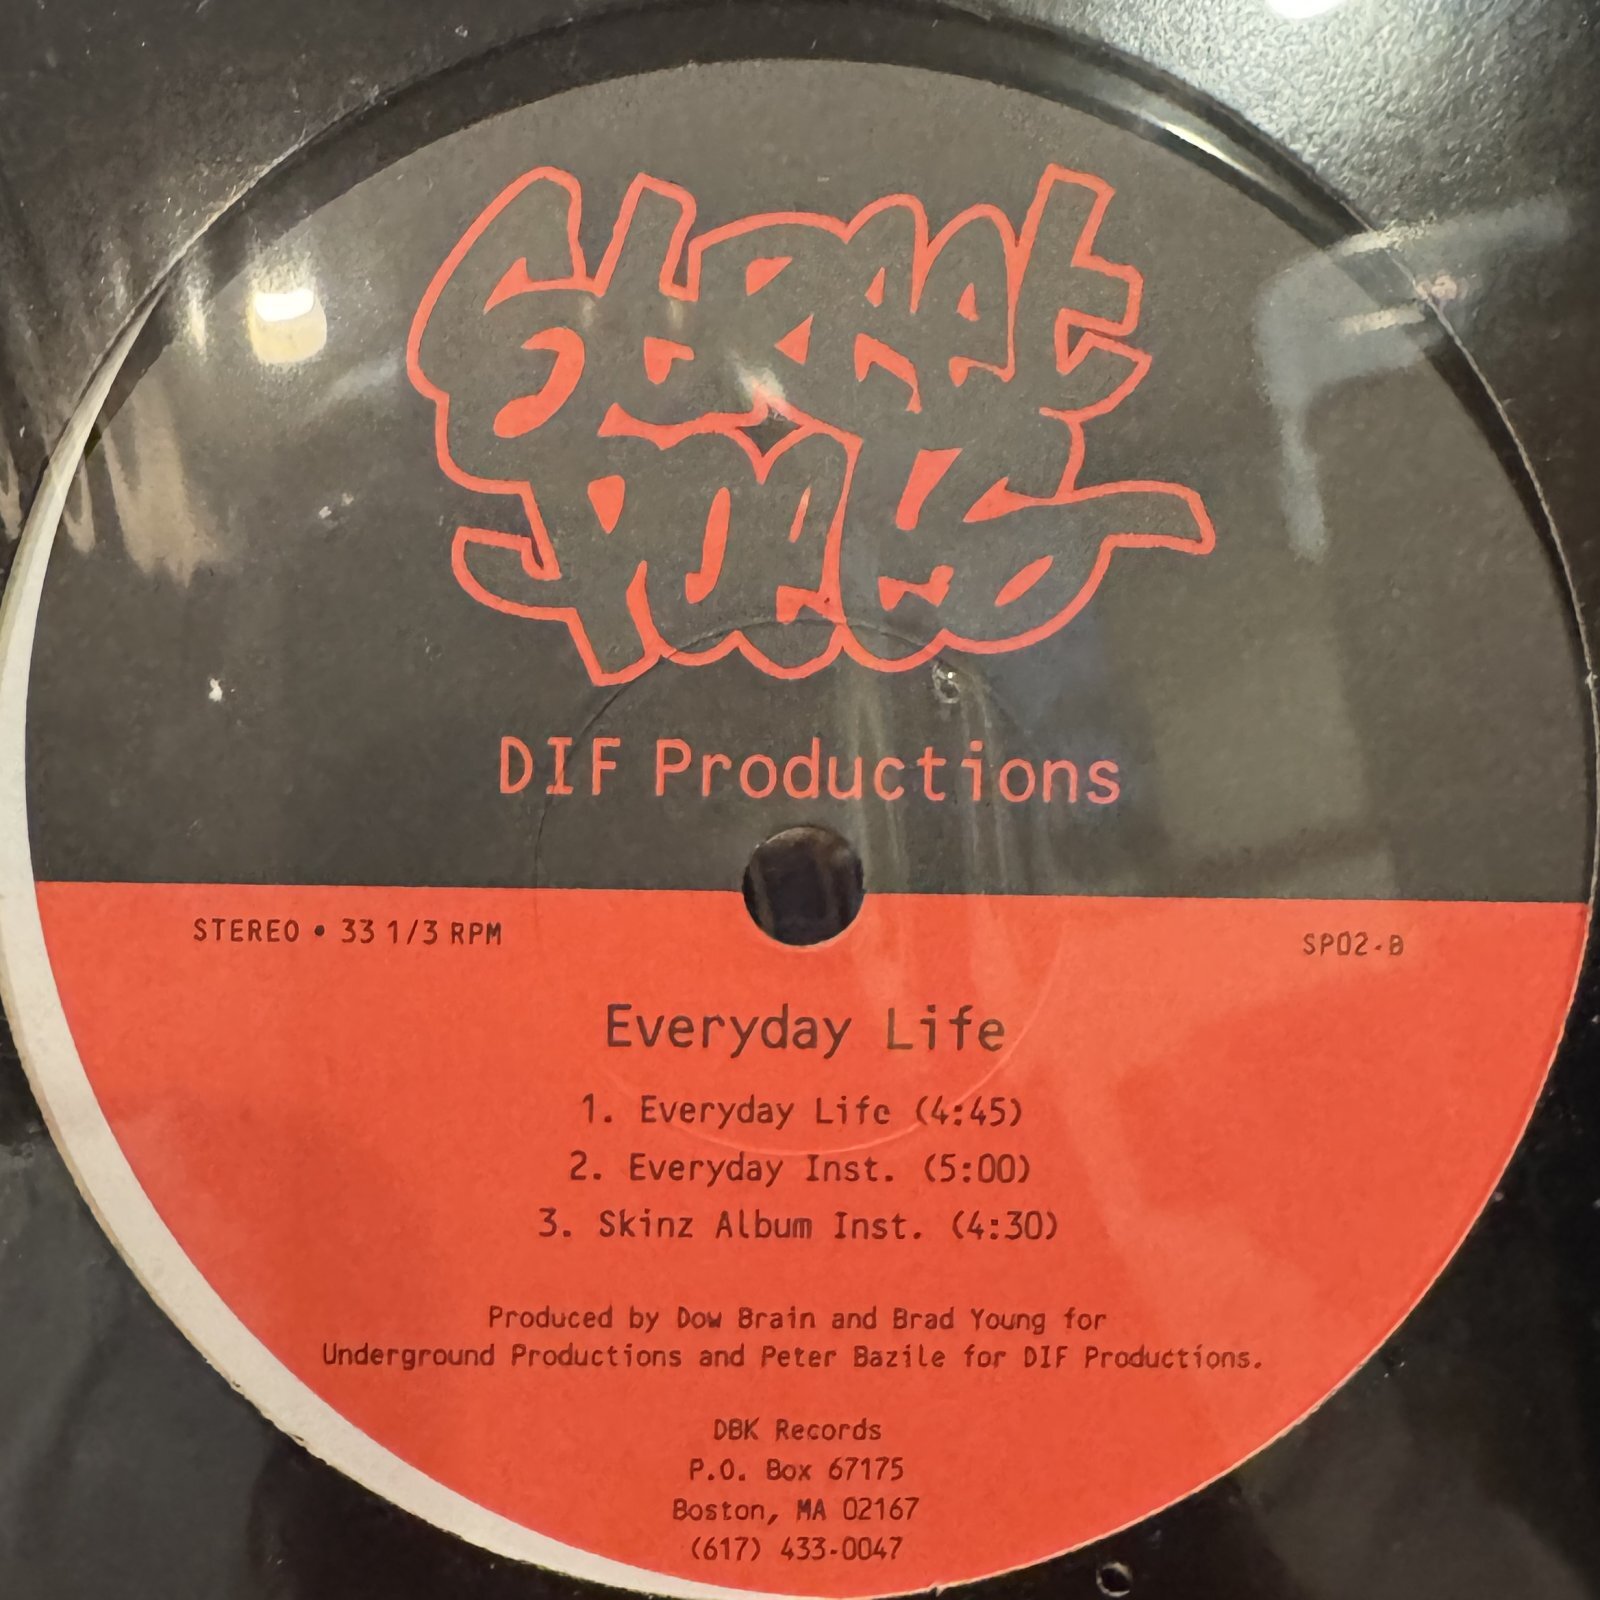 Street
DIF Productions
STEREO • 33 1/3 RPM
SP02-B
Everyday Life
1. Everyday Life (4:45)
2. Everyday Inst. (5:00)
3. Skinz Album Inst. (4:30)
Produced by Dow Brain and Brad Young for
Underground Productions and Peter Bazile for DIF Productions.
DBK Records
P.O. Box 67175
Boston, MA 02167
(617) 433-0047